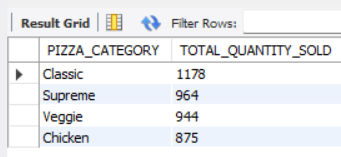 Result Grid Filter Rows:
PIZZA_CATEGORY TOTAL_QUANTITY_SOLD
Classic 1178
Supreme 964
Veggie 944
Chicken 875